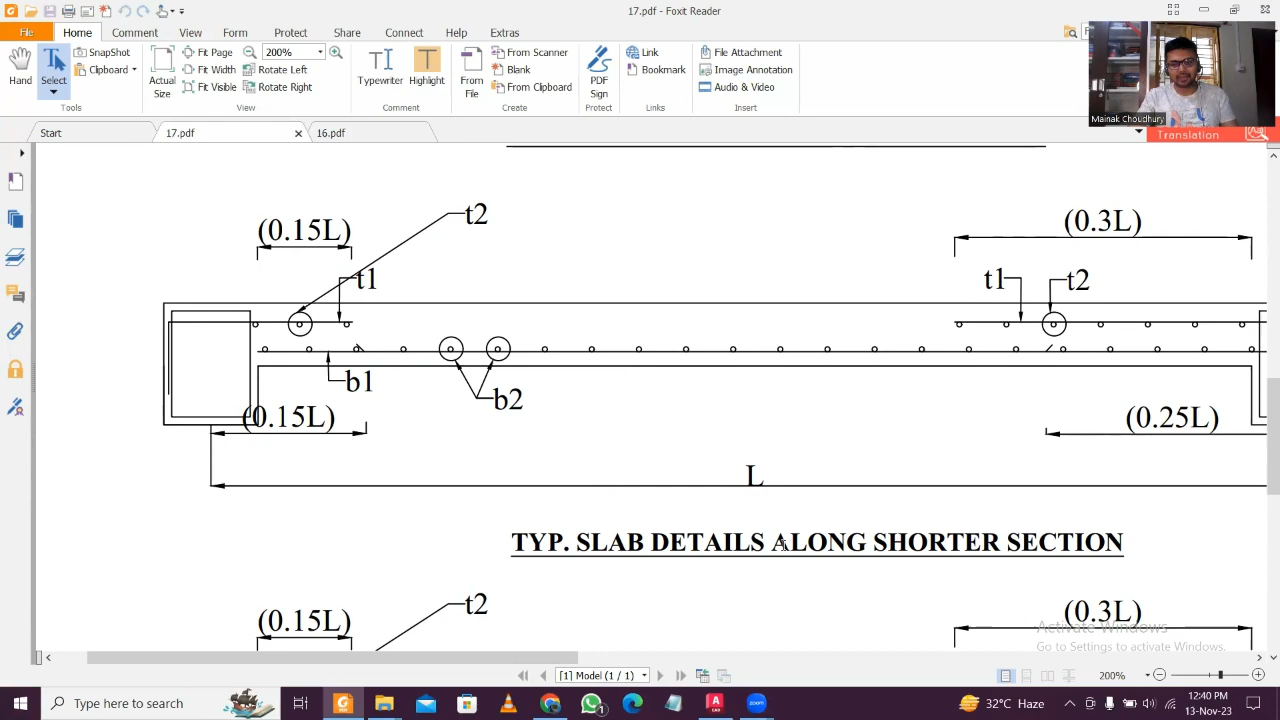 17.pdf - Foxit Reader
File Home Comment View Form Protect Share Connect Help Extras
Hand
Select
SnapShot
Clipboard
Tools
Actual Size
Fit Page
Fit Width
Fit Visible
200%
Rotate Left
Rotate Right
View
Typewriter
Highlight
Comment
From File
From Scanner
Blank
From Clipboard
Create
PDF Sign
Protect
Link
Bookmark
Links
File Attachment
Image Annotation
Audio & Video
Insert
Mainak Choudhury
Translation
Start 17.pdf 16.pdf
(0.15L) t2 (0.3L)
t1 t1 t2
b1 b2
(0.15L) (0.25L)
L
TYP. SLAB DETAILS ALONG SHORTER SECTION
(0.15L) t2 (0.3L)
Activate Windows
Go to Settings to activate Windows.
[1] Model (1 / 1) 200%
Type here to search
zoom
32°C Haze
12:40 PM
13-Nov-23